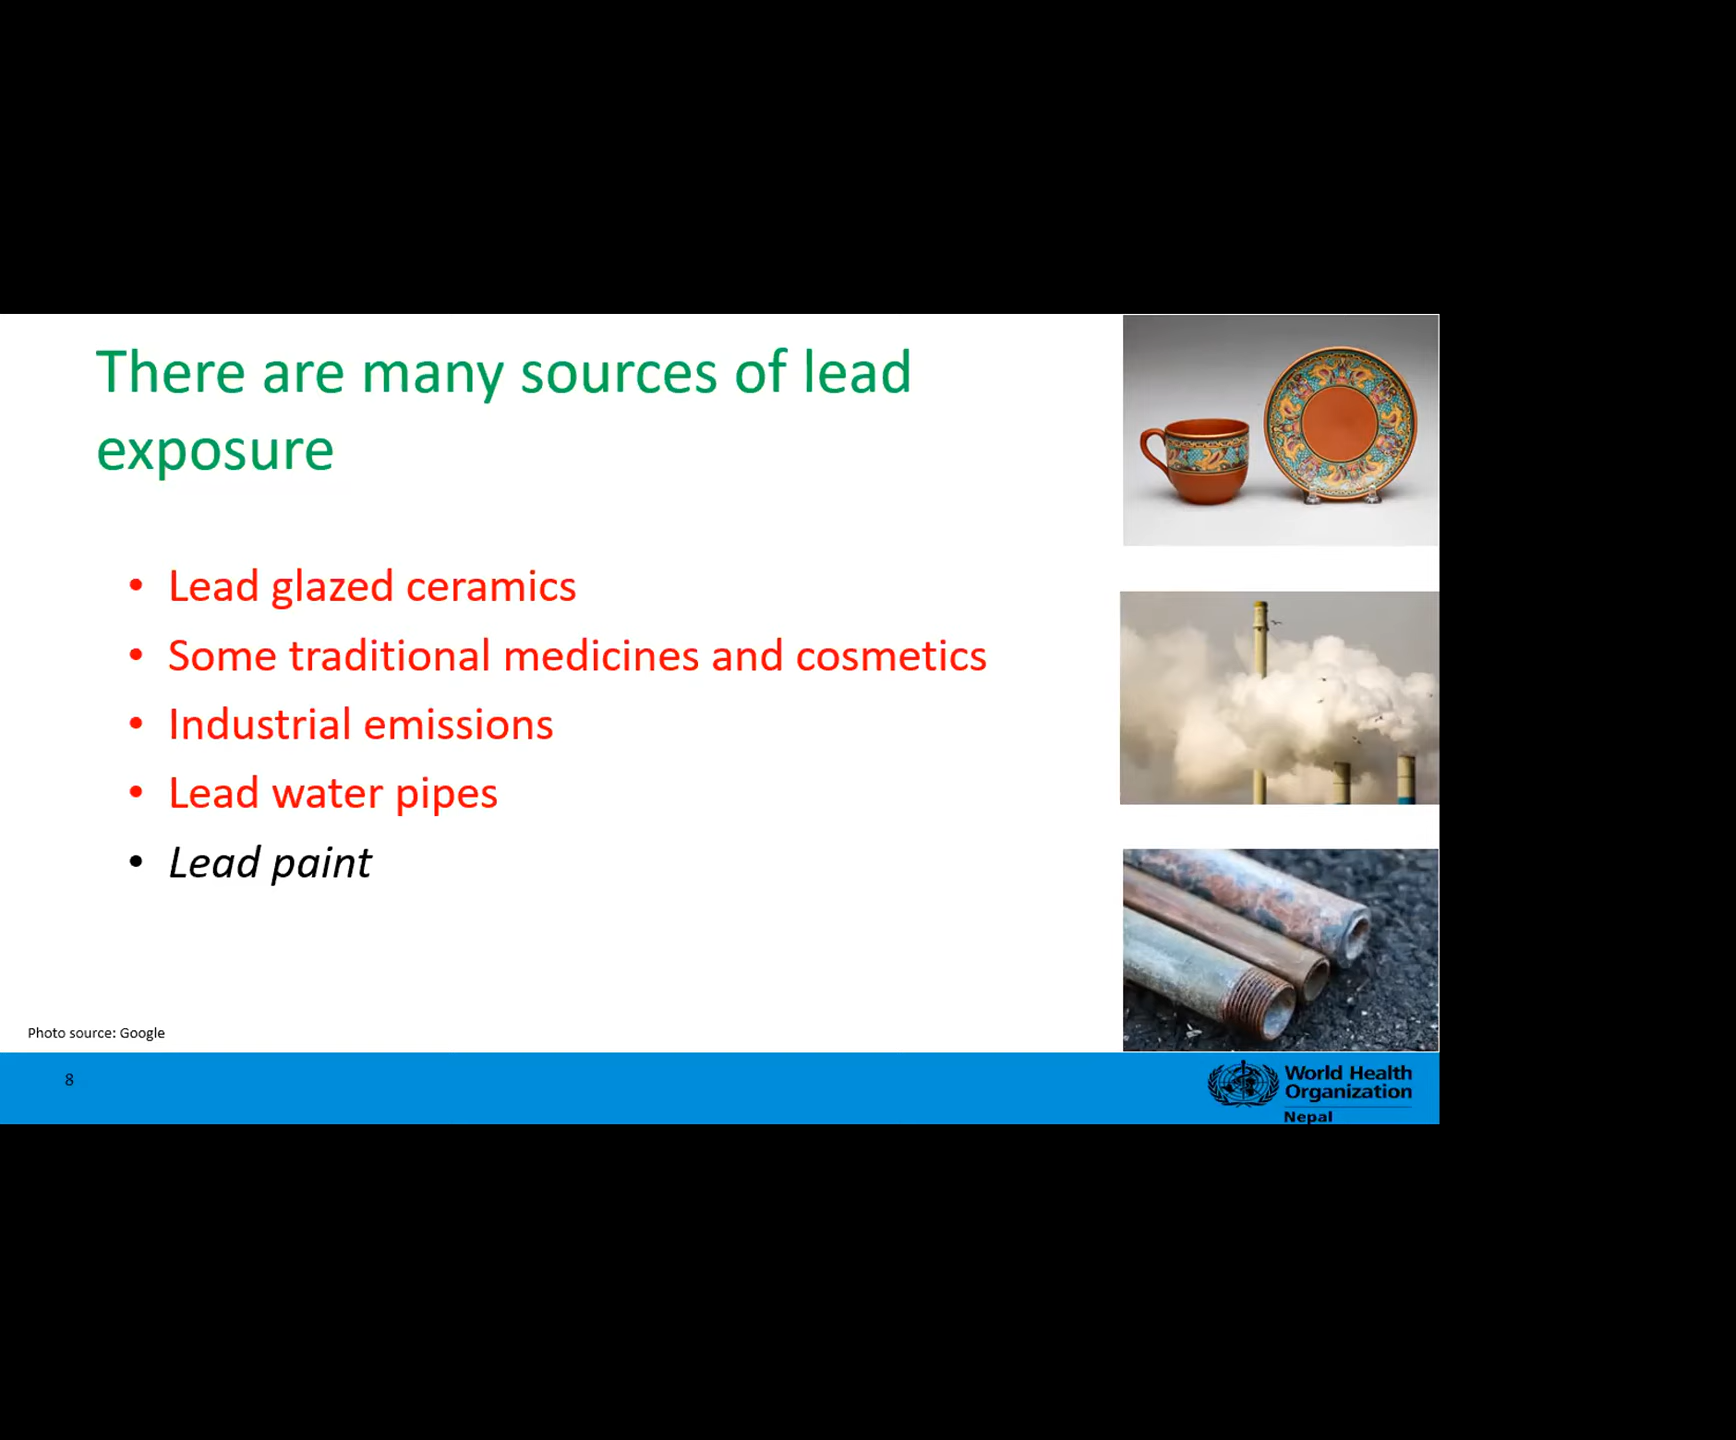 There are many sources of lead
exposure
• Lead glazed ceramics
• Some traditional medicines and cosmetics
• Industrial emissions
• Lead water pipes
• Lead paint
Photo source: Google
8
World Health
Organization
Nepal